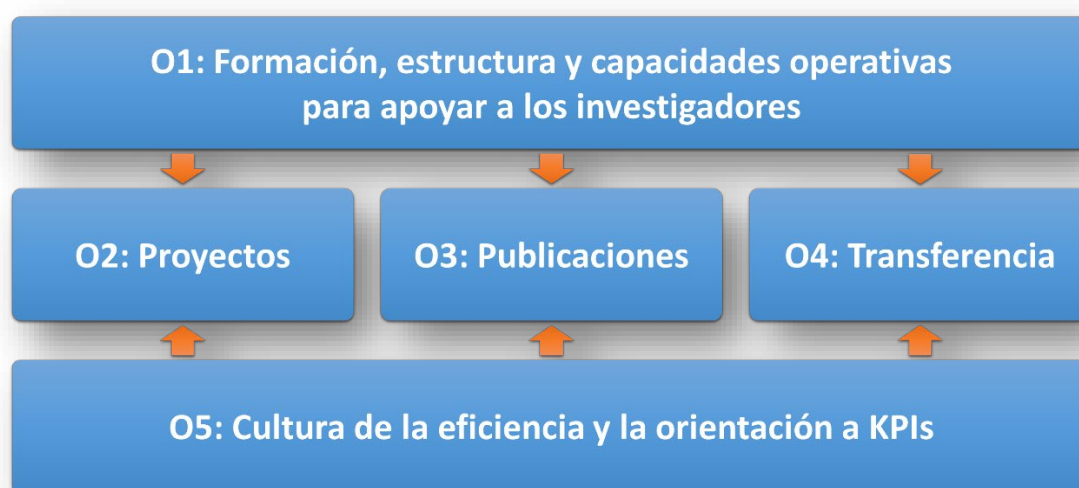 O1: Formación, estructura y capacidades operativas
para apoyar a los investigadores
O2: Proyectos
O3: Publicaciones
O4: Transferencia
O5: Cultura de la eficiencia y la orientación a KPIs